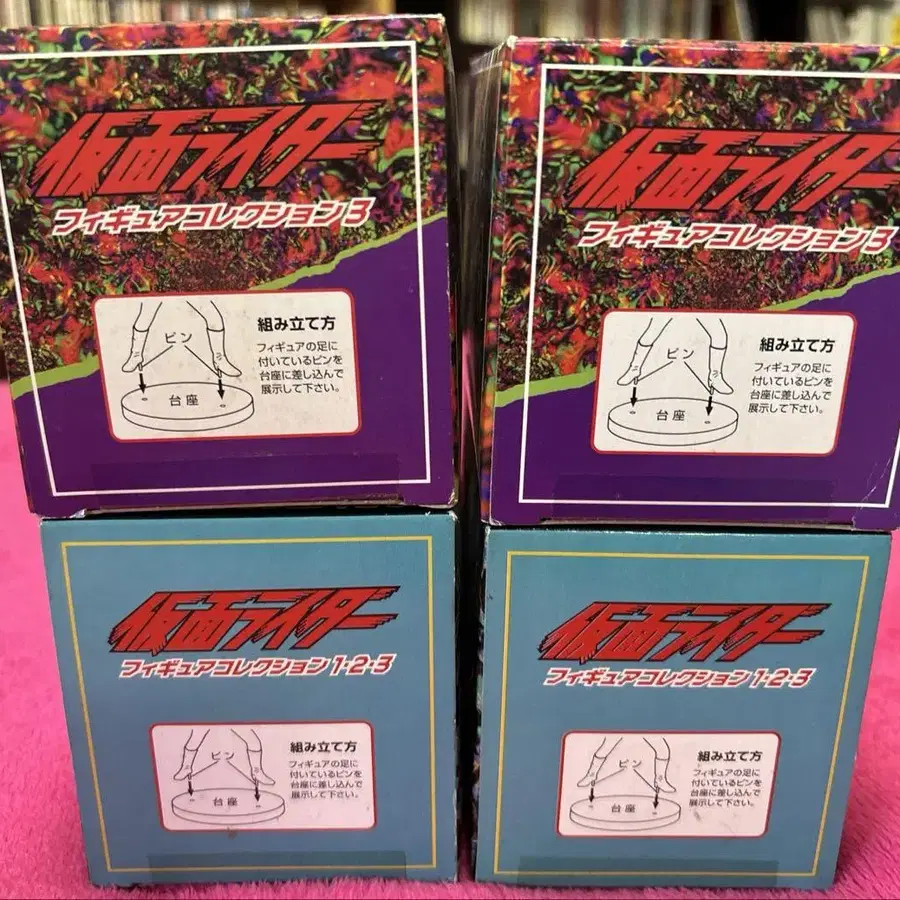 仮面ライダー
フィギュアコレクション3
ピン
台座
組み立て方
フィギュアの足に
付いているピンを
台座に差し込んで
展示して下さい。
仮面ライダー
フィギュアコレクション3
ピン
台座
組み立て方
フィギュアの足に
付いているピンを
台座に差し込んで
展示して下さい。
仮面ライダー
フィギュアコレクション1・2・3
ピン
台座
組み立て方
フィギュアの足に
付いているピンを
台座に差し込んで
展示して下さい。
仮面ライダー
フィギュアコレクション1・2・3
ピン
台座
組み立て方
フィギュアの足に
付いているピンを
台座に差し込んで
展示して下さい。